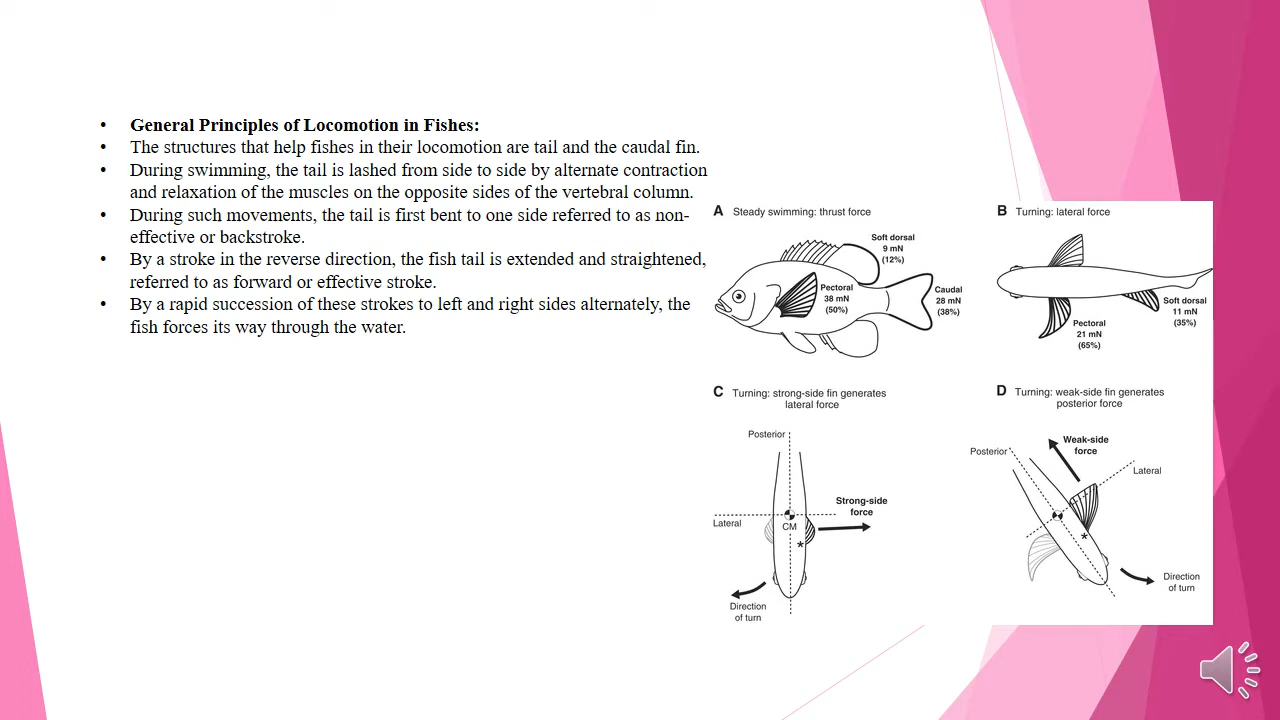 • General Principles of Locomotion in Fishes:
• The structures that help fishes in their locomotion are tail and the caudal fin.
• During swimming, the tail is lashed from side to side by alternate contraction
and relaxation of the muscles on the opposite sides of the vertebral column.
• During such movements, the tail is first bent to one side referred to as non-
effective or backstroke.
• By a stroke in the reverse direction, the fish tail is extended and straightened,
referred to as forward or effective stroke.
• By a rapid succession of these strokes to left and right sides alternately, the
fish forces its way through the water.
A Steady swimming: thrust force
Soft dorsal
9 mN
(12%)
Pectoral
38 mN
(50%)
Caudal
28 mN
(38%)
B Turning: lateral force
Soft dorsal
11 mN
(35%)
Pectoral
21 mN
(65%)
C Turning: strong-side fin generates
lateral force
Posterior
Strong-side
force
Lateral
CM
*
Direction
of turn
D Turning: weak-side fin generates
posterior force
Weak-side
force
Posterior
Lateral
*
Direction
of turn